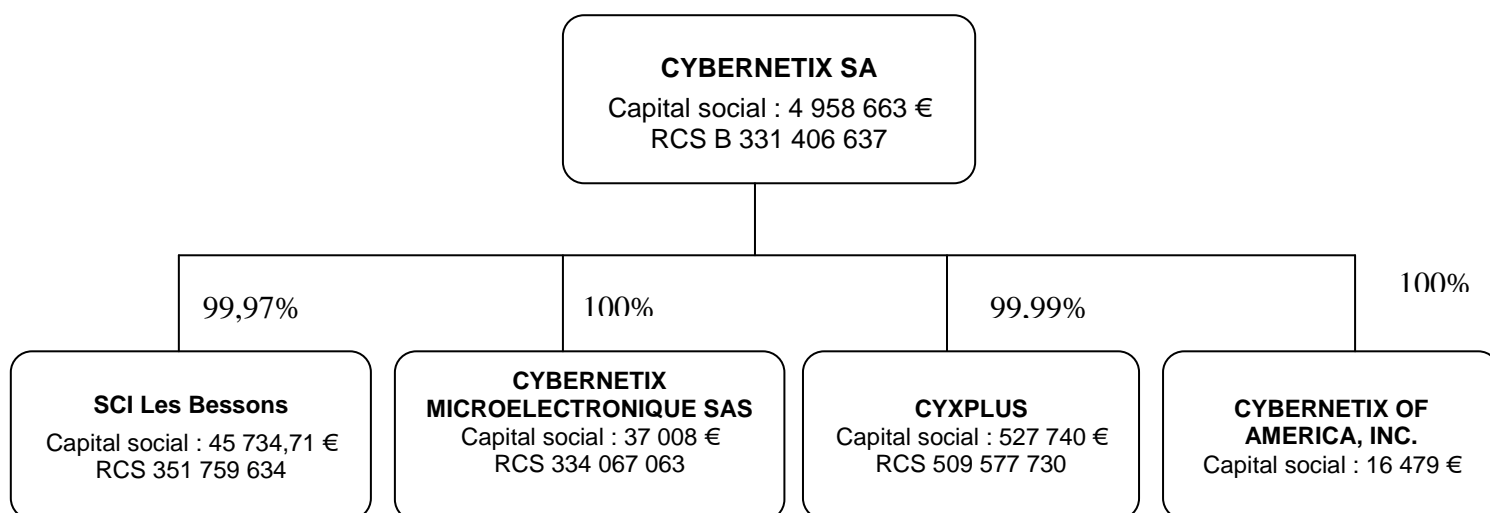 CYBERNETIX SA
Capital social : 4 958 663 €
RCS B 331 406 637
99,97%
100%
99,99%
100%
SCI Les Bessons
Capital social : 45 734,71 €
RCS 351 759 634
CYBERNETIX
MICROELECTRONIQUE SAS
Capital social : 37 008 €
RCS 334 067 063
CYXPLUS
Capital social : 527 740 €
RCS 509 577 730
CYBERNETIX OF
AMERICA, INC.
Capital social : 16 479 €